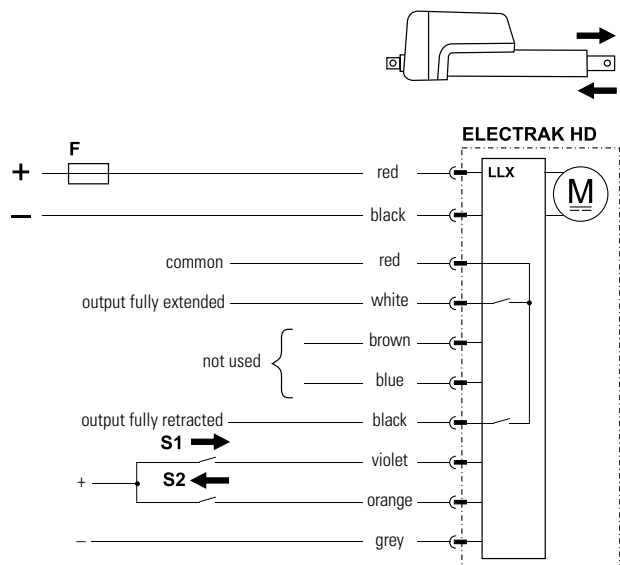 ELECTRAK HD
F
+ red LLX M
− black
common red
output fully extended white
brown
not used
blue
output fully retracted black
S1
violet
+ S2
orange
− grey